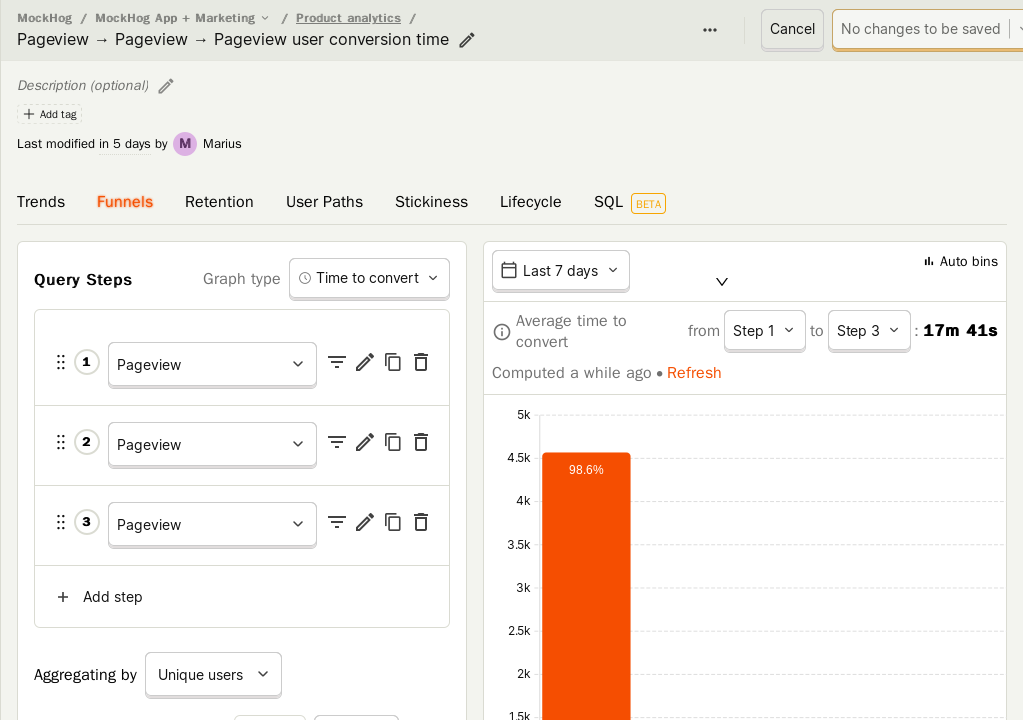 MockHog / MockHog App + Marketing / Product analytics /
Pageview → Pageview → Pageview user conversion time
Cancel
No changes to be saved
Description (optional)
Add tag
Last modified in 5 days by M Marius
Trends Funnels Retention User Paths Stickiness Lifecycle SQL BETA
Query Steps
Graph type Time to convert
1 Pageview
2 Pageview
3 Pageview
+ Add step
Aggregating by Unique users
Last 7 days
Auto bins
Average time to convert
from Step 1 to Step 3 : 17m 41s
Computed a while ago • Refresh
5k
4.5k
98.6%
4k
3.5k
3k
2.5k
2k
1.5k